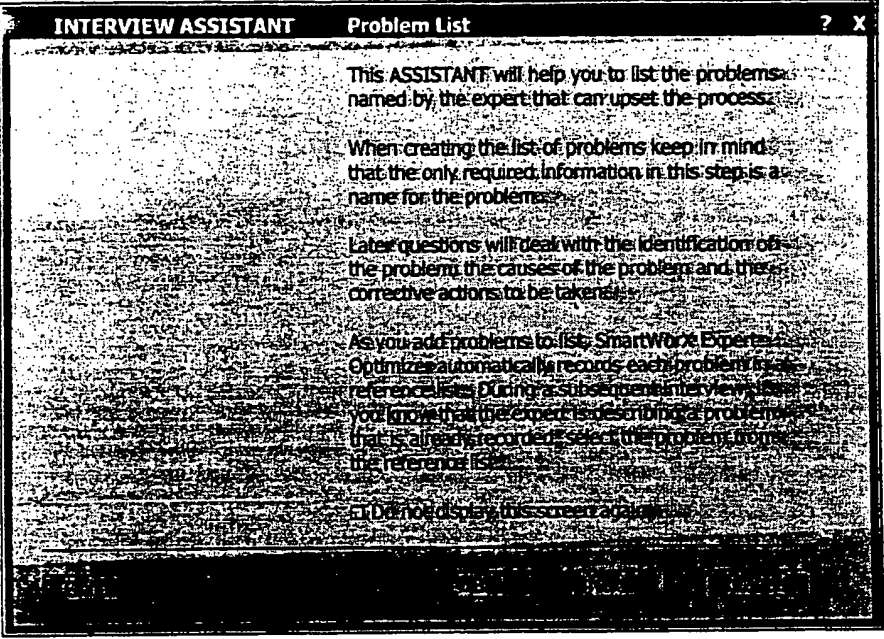 INTERVIEW ASSISTANT Problem List ? X
This ASSISTANT will help you to list the problems
named by the expert that can upset the process.
When creating the list of problems keep in mind
that the only required information in this step is a
name for the problem.
Later questions will deal with the identification of
the problem, the causes of the problem and the
corrective actions to be taken.
As you add problems to list, SmartWorx Expert
Optimizer automatically records each problem in a
reference list. During a subsequent interview, if
you know that the expert is describing a problem
that is already recorded, select the problem from
the reference list.
Do not display this screen again